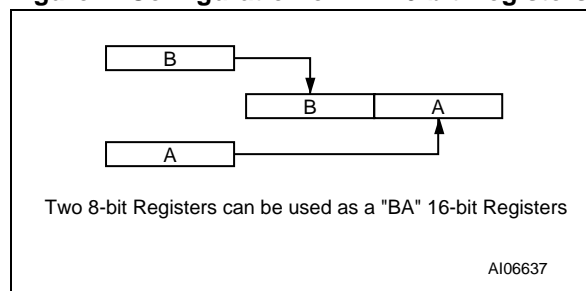 B
B A
A
Two 8-bit Registers can be used as a "BA" 16-bit Registers
AI06637